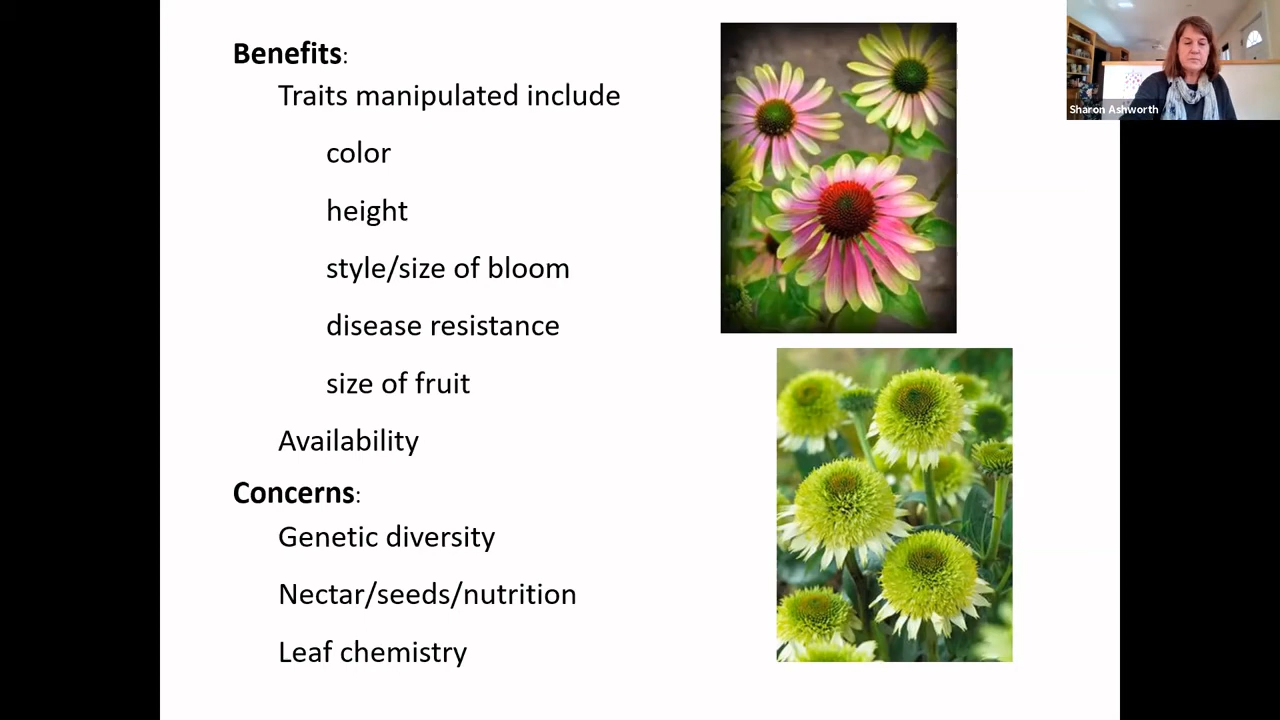 Benefits:
Traits manipulated include
color
height
style/size of bloom
disease resistance
size of fruit
Availability
Concerns:
Genetic diversity
Nectar/seeds/nutrition
Leaf chemistry
Sharon Ashworth